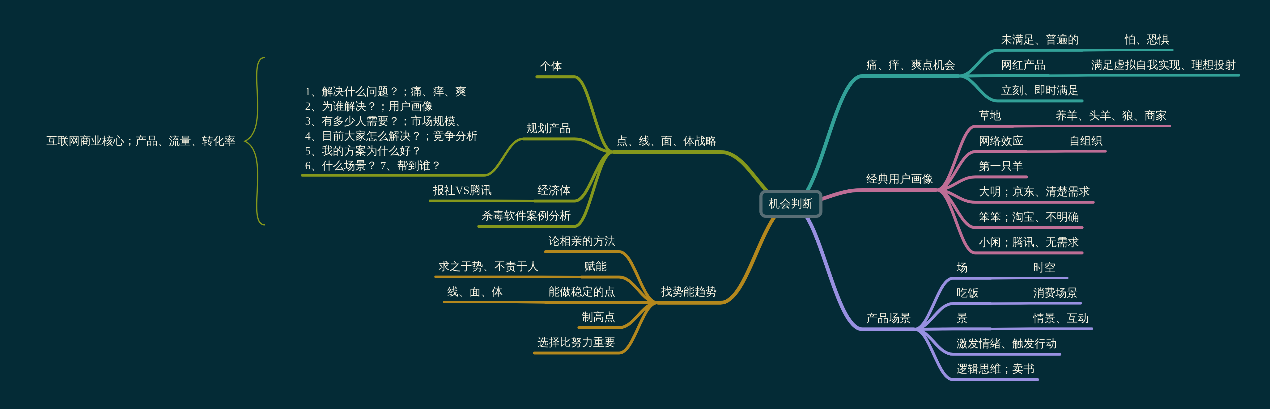 机会判断
痛、痒、爽点机会
未满足、普遍的
怕、恐惧
网红产品
满足虚拟自我实现、理想投射
立刻、即时满足
经典用户画像
草地
养羊、头羊、狼、商家
网络效应
自组织
第一只羊
大明；京东、清楚需求
笨笨；淘宝、不明确
小闲；腾讯、无需求
产品场景
场
时空
吃饭
消费场景
景
情景、互动
激发情绪、触发行动
逻辑思维；卖书
点、线、面、体战略
个体
规划产品
1、解决什么问题？；痛、痒、爽
2、为谁解决？；用户画像
3、有多少人需要？；市场规模、
4、目前大家怎么解决？；竞争分析
5、我的方案为什么好？
6、什么场景？ 7、帮到谁？
经济体
报社VS腾讯
杀毒软件案例分析
找势能趋势
论相亲的方法
赋能
求之于势、不责于人
能做稳定的点
线、面、体
制高点
选择比努力重要
互联网商业核心；产品、流量、转化率